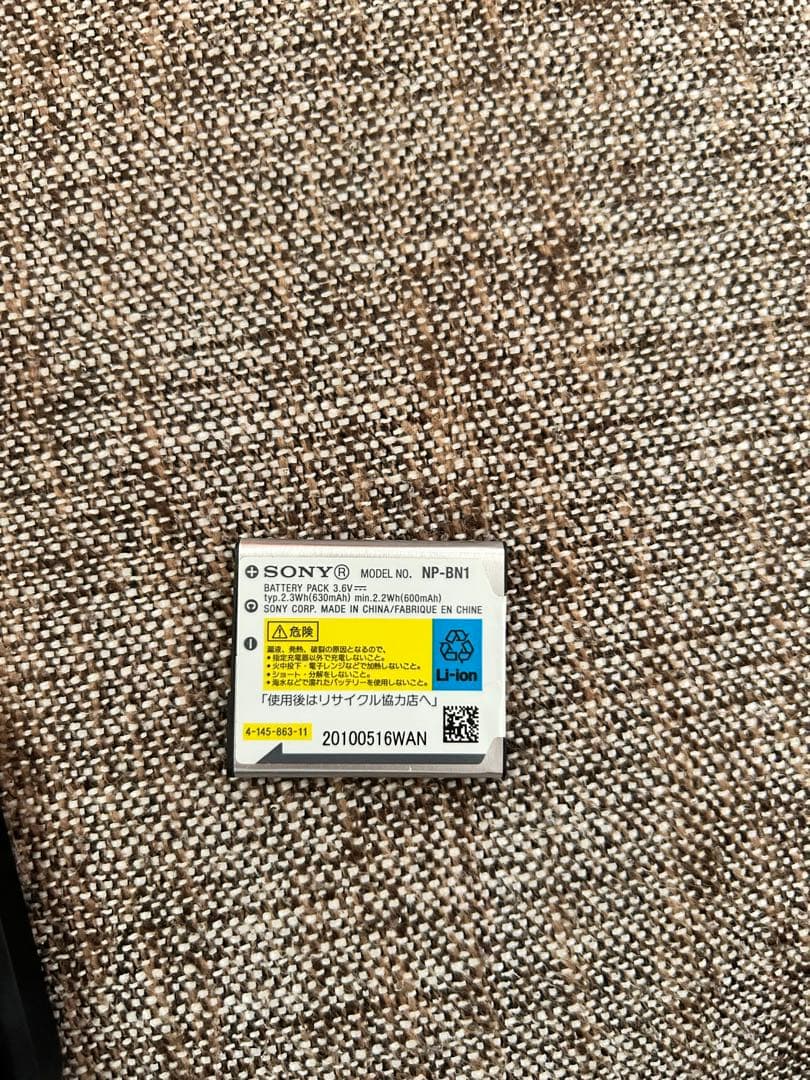 SONY® MODEL NO. NP-BN1
BATTERY PACK 3.6V⎓
typ.2.3Wh(630mAh) min.2.2Wh(600mAh)
SONY CORP. MADE IN CHINA/FABRIQUE EN CHINE
⚠危険
漏液、発熱、破裂の原因となるので、
•指定充電器以外で充電しないこと。
•火中投下・電子レンジなどで加熱しないこと。
•ショート・分解をしないこと。
•海水などで濡れたバッテリーを使用しないこと。
Li-ion
「使用後はリサイクル協力店へ」
4-145-863-11
20100516WAN